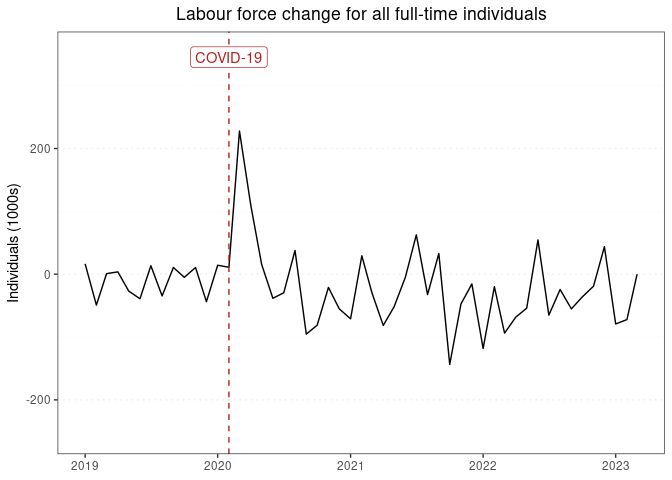 Labour force change for all full-time individuals
COVID-19
Individuals (1000s)
200
0
-200
2019 2020 2021 2022 2023